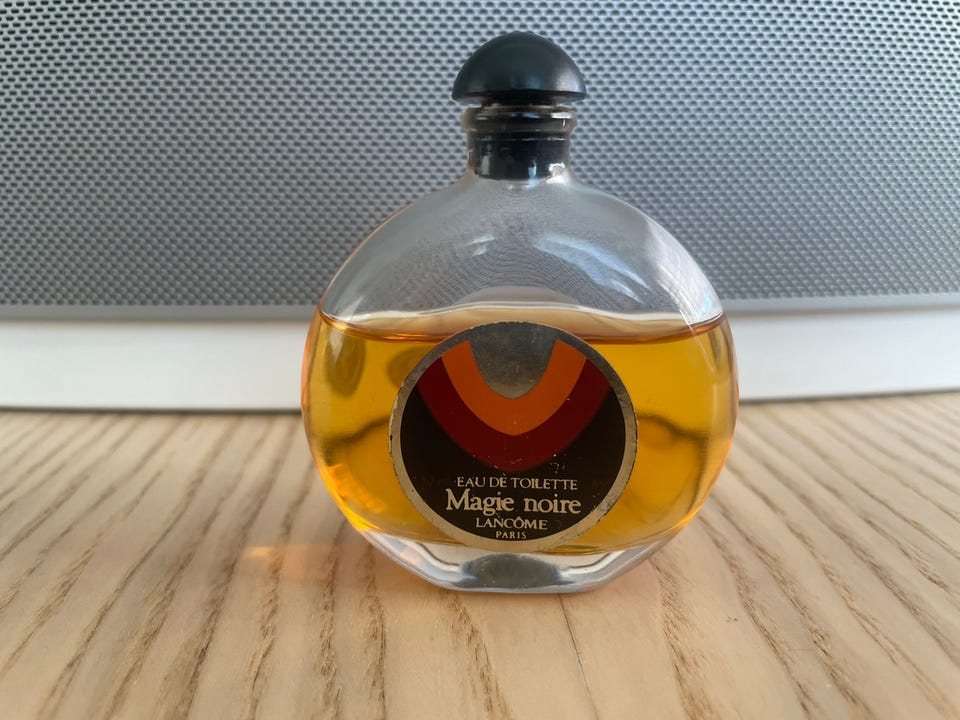 EAU DE TOILETTE
Magie noire
LANCÔME
PARIS